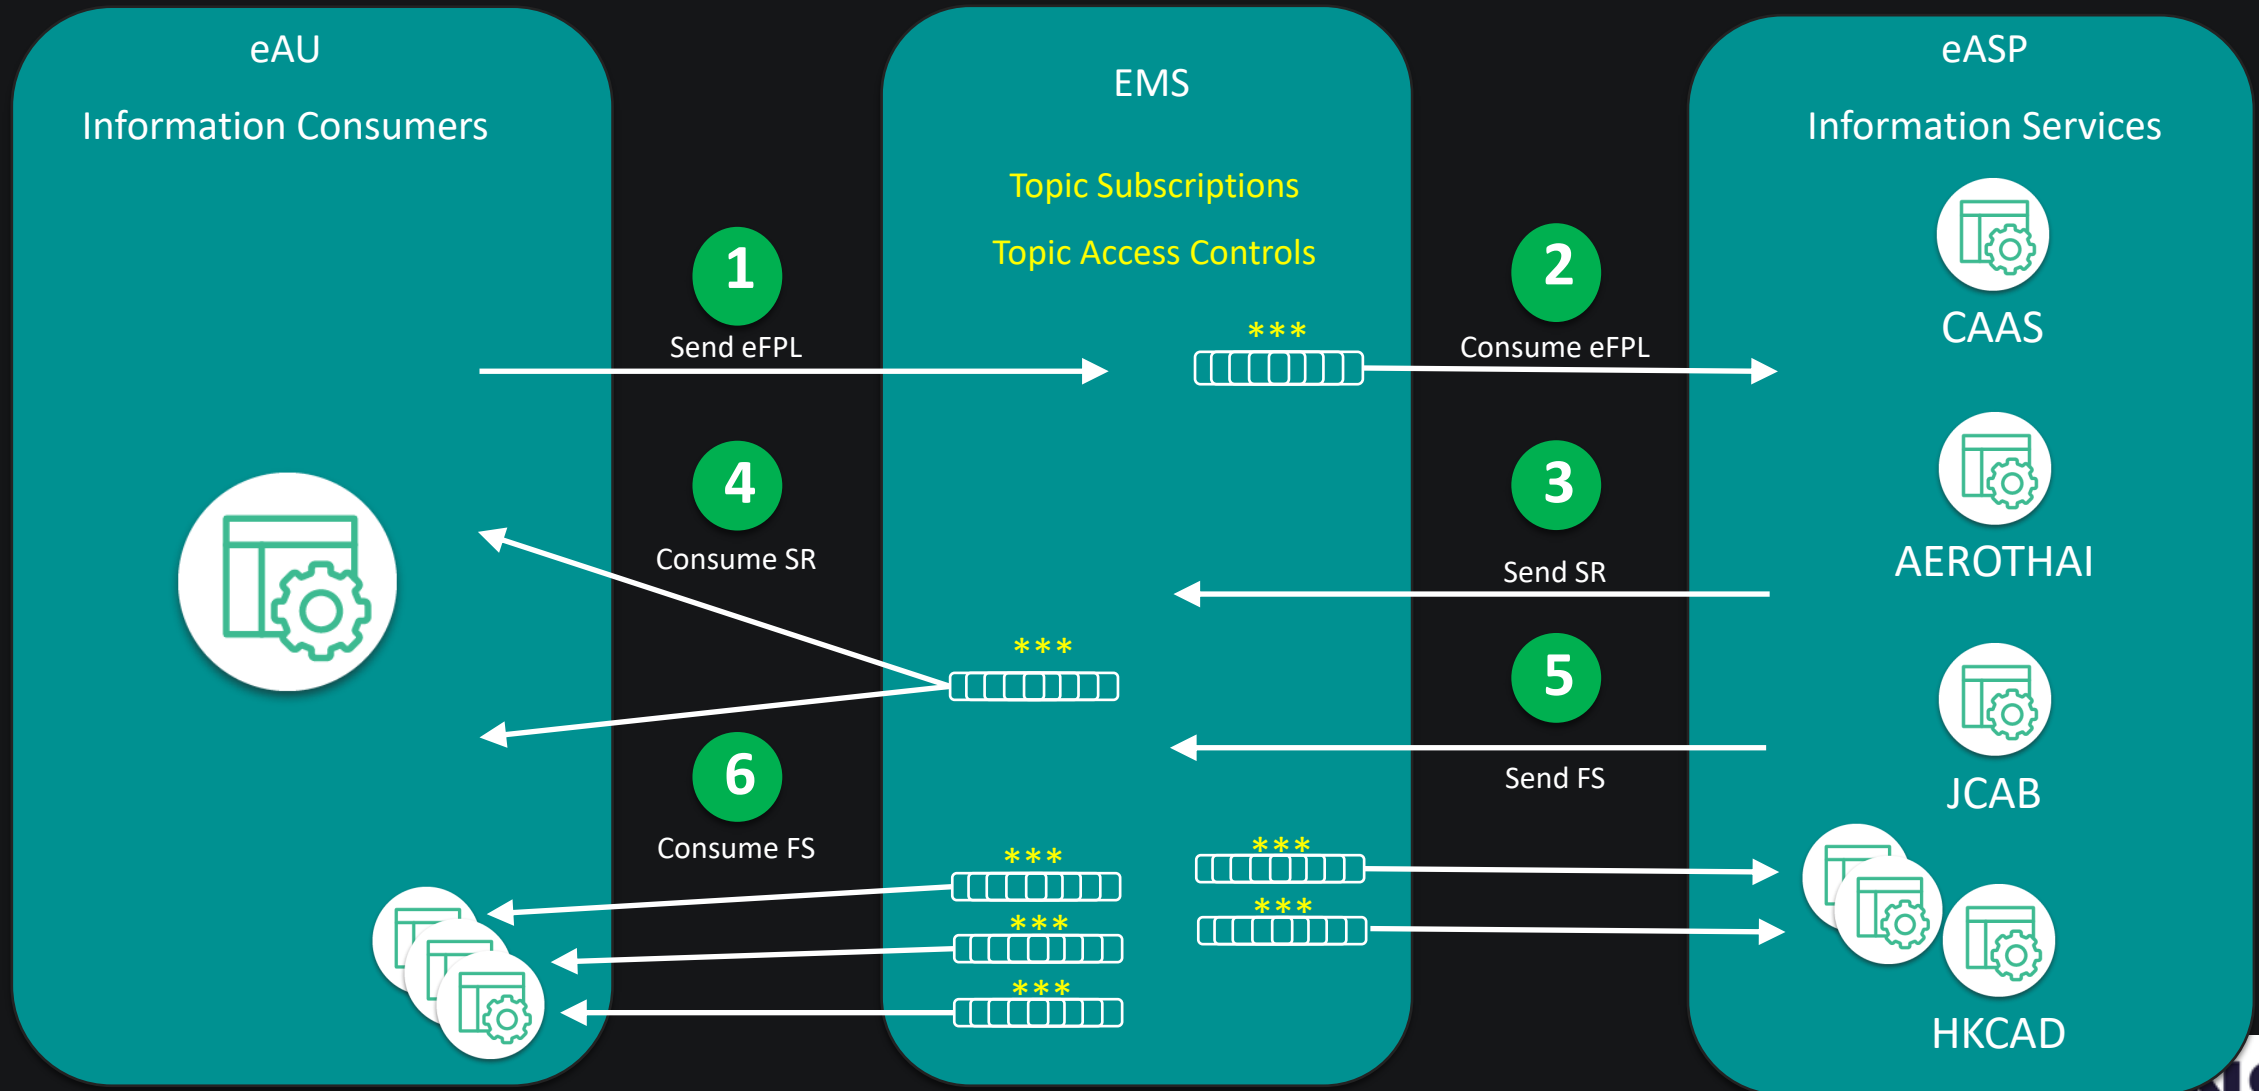 eAU
Information Consumers
EMS
Topic Subscriptions
Topic Access Controls
eASP
Information Services
CAAS
AEROTHAI
JCAB
HKCAD
1
Send eFPL
2
Consume eFPL
***
4
Consume SR
3
Send SR
***
5
Send FS
6
Consume FS
***
***
***
***
***